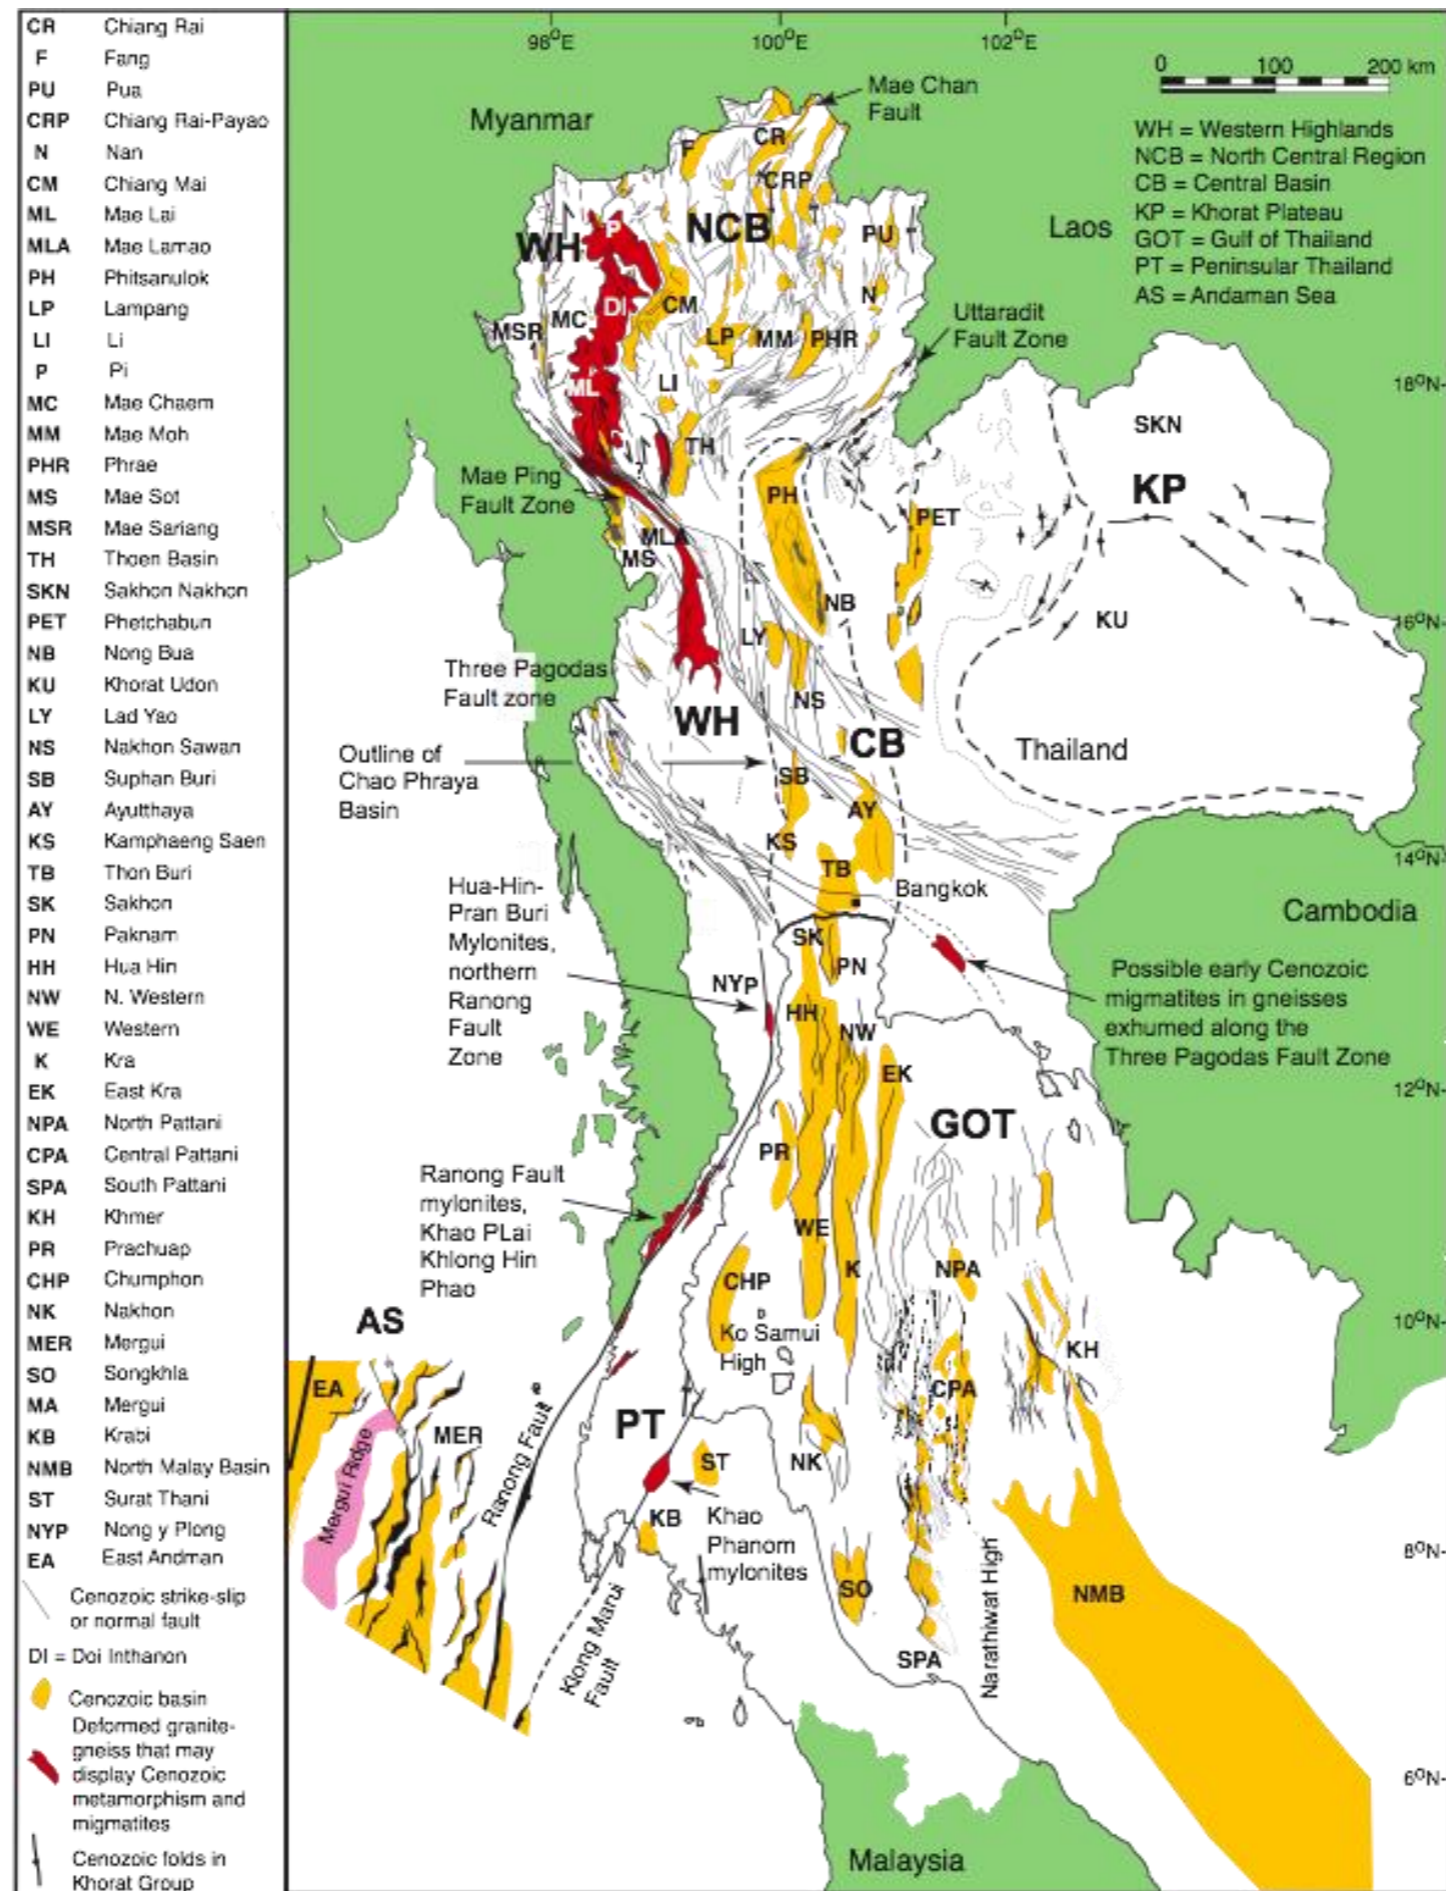 CR Chiang Rai
F Fang
PU Pua
CRP Chiang Rai-Payao
N Nan
CM Chiang Mai
ML Mae Lai
MLA Mae Lamao
PH Phitsanulok
LP Lampang
LI Li
P Pi
MC Mae Chaem
MM Mae Moh
PHR Phrae
MS Mae Sot
MSR Mae Sariang
TH Thoen Basin
SKN Sakhon Nakhon
PET Phetchabun
NB Nong Bua
KU Khorat Udon
LY Lad Yao
NS Nakhon Sawan
SB Suphan Buri
AY Ayutthaya
KS Kamphaeng Saen
TB Thon Buri
SK Sakhon
PN Paknam
HH Hua Hin
NW N. Western
WE Western
K Kra
EK East Kra
NPA North Pattani
CPA Central Pattani
SPA South Pattani
KH Khmer
PR Prachuap
CHP Chumphon
NK Nakhon
MER Mergui
SO Songkhla
MA Mergui
KB Krabi
NMB North Malay Basin
ST Surat Thani
NYP Nong y Plong
EA East Andman
Cenozoic strike-slip
or normal fault
DI = Doi Inthanon
Cenozoic basin
Deformed granite-
gneiss that may
display Cenozoic
metamorphism and
migmatites
Cenozoic folds in
Khorat Group
98°E
100°E
102°E
0 100 200 km
WH = Western Highlands
NCB = North Central Region
CB = Central Basin
KP = Khorat Plateau
GOT = Gulf of Thailand
PT = Peninsular Thailand
AS = Andaman Sea
Mae Chan
Fault
Myanmar
CR
F
CRP
Laos
WH
P
NCB
PU
DI
CM
N
MSR
MC
LP
MM
PHR
Uttaradit
Fault Zone
ML
LI
18°N
SKN
TH
?
Mae Ping
Fault Zone
PH
KP
PET
MLA
MS
NB
KU
16°N
LY
Three Pagodas
Fault zone
NS
WH
CB
Thailand
Outline of
Chao Phraya
Basin
SB
AY
KS
TB
14°N
Bangkok
Cambodia
Hua-Hin-
Pran Buri
Mylonites,
northern
Ranong
Fault
Zone
SK
PN
NYP
HH
NW
Possible early Cenozoic
migmatites in gneisses
exhumed along the
Three Pagodas Fault Zone
EK
12°N
GOT
PR
Ranong Fault
mylonites,
Khao PLai
Khlong Hin
Phao
WE
K
NPA
CHP
AS
Ko Samui
High
10°N
KH
EA
CPA
MER
Mergui Ridge
Ranong Fault
PT
ST
NK
KB
Khao
Phanom
mylonites
8°N
SO
Narathiwat High
NMB
Klong Marui
Fault
SPA
6°N
Malaysia